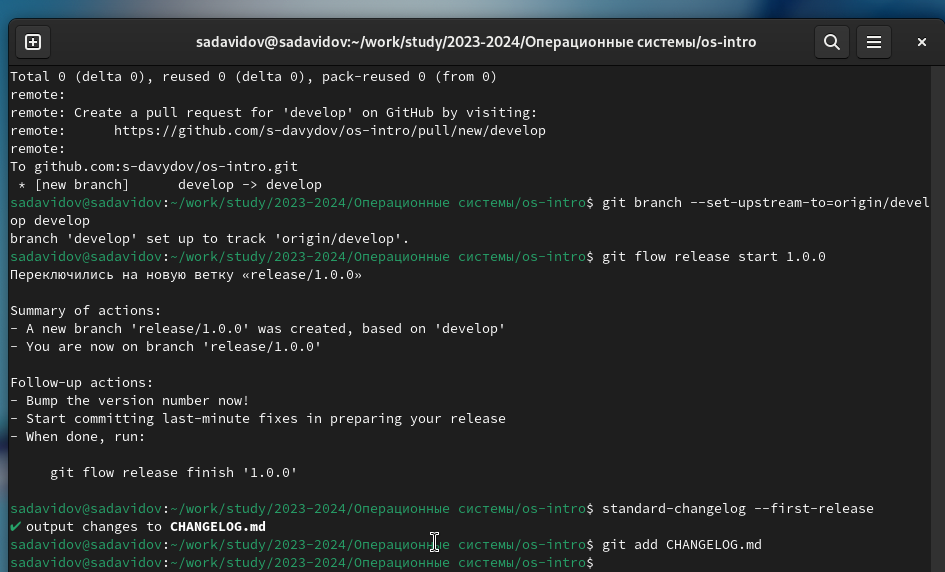 sadavidov@sadavidov:~/work/study/2023-2024/Операционные системы/os-intro
Total 0 (delta 0), reused 0 (delta 0), pack-reused 0 (from 0)
remote:
remote: Create a pull request for 'develop' on GitHub by visiting:
remote:      https://github.com/s-davydov/os-intro/pull/new/develop
remote:
To github.com:s-davydov/os-intro.git
 * [new branch]      develop -> develop
sadavidov@sadavidov:~/work/study/2023-2024/Операционные системы/os-intro$ git branch --set-upstream-to=origin/devel
op develop
branch 'develop' set up to track 'origin/develop'.
sadavidov@sadavidov:~/work/study/2023-2024/Операционные системы/os-intro$ git flow release start 1.0.0
Переключились на новую ветку «release/1.0.0»
Summary of actions:
- A new branch 'release/1.0.0' was created, based on 'develop'
- You are now on branch 'release/1.0.0'
Follow-up actions:
- Bump the version number now!
- Start committing last-minute fixes in preparing your release
- When done, run:
     git flow release finish '1.0.0'
sadavidov@sadavidov:~/work/study/2023-2024/Операционные системы/os-intro$ standard-changelog --first-release
✔ output changes to CHANGELOG.md
sadavidov@sadavidov:~/work/study/2023-2024/Операционные системы/os-intro$ git add CHANGELOG.md
sadavidov@sadavidov:~/work/study/2023-2024/Операционные системы/os-intro$